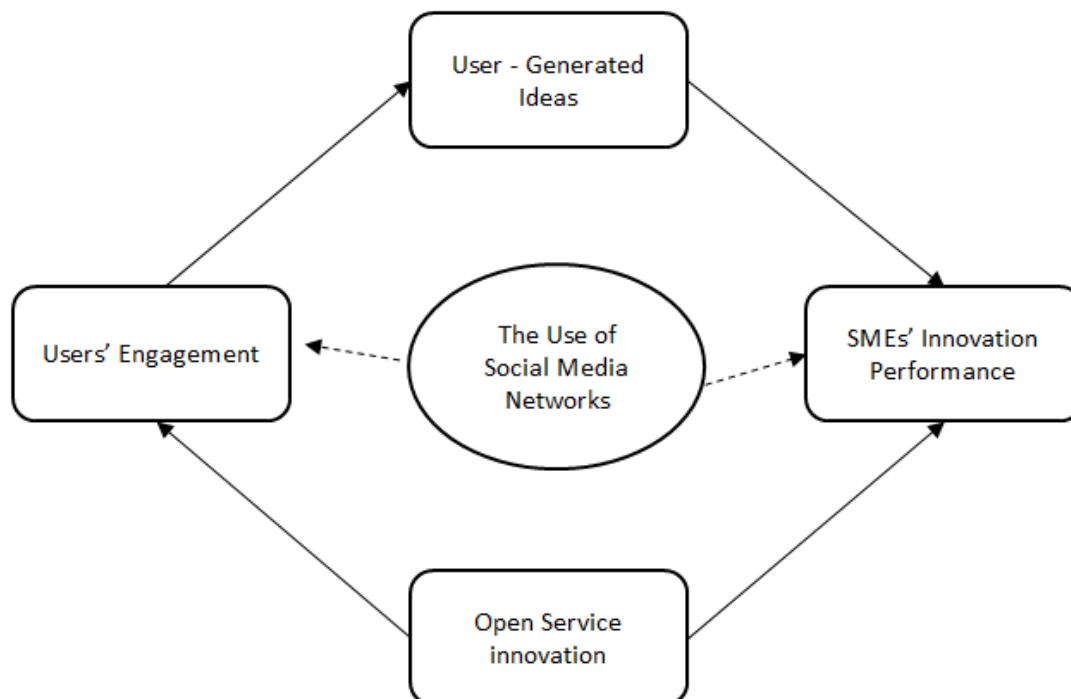 User - Generated
Ideas
Users’ Engagement
The Use of
Social Media
Networks
SMEs’ Innovation
Performance
Open Service
innovation